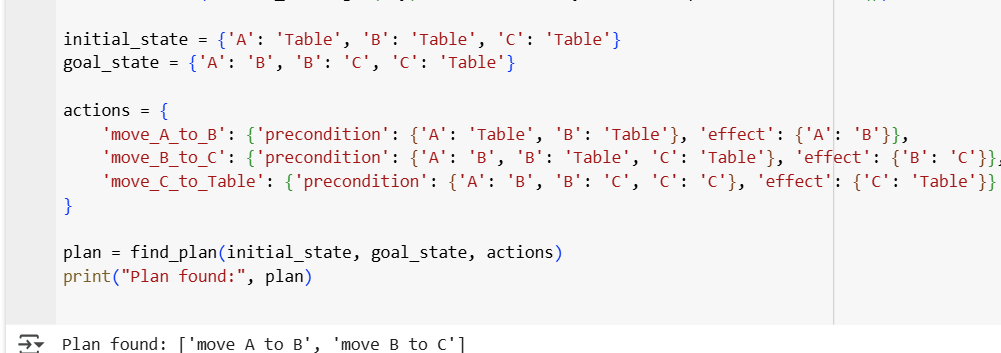 initial_state = {'A': 'Table', 'B': 'Table', 'C': 'Table'}
goal_state = {'A': 'B', 'B': 'C', 'C': 'Table'}
actions = {
'move_A_to_B': {'precondition': {'A': 'Table', 'B': 'Table'}, 'effect': {'A': 'B'}},
'move_B_to_C': {'precondition': {'A': 'B', 'B': 'Table', 'C': 'Table'}, 'effect': {'B': 'C'}},
'move_C_to_Table': {'precondition': {'A': 'B', 'B': 'C', 'C': 'C'}, 'effect': {'C': 'Table'}}
}
plan = find_plan(initial_state, goal_state, actions)
print("Plan found:", plan)
Plan found: ['move A to B', 'move B to C']